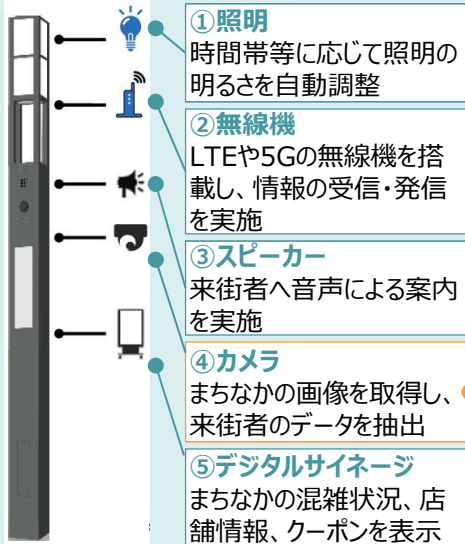 ①照明
時間帯等に応じて照明の
明るさを自動調整
②無線機
LTEや5Gの無線機を搭
載し、情報の受信・発信
を実施
③スピーカー
来街者へ音声による案内
を実施
④カメラ
まちなかの画像を取得し、
来街者のデータを抽出
⑤デジタルサイネージ
まちなかの混雑状況、店
舗情報、クーポンを表示